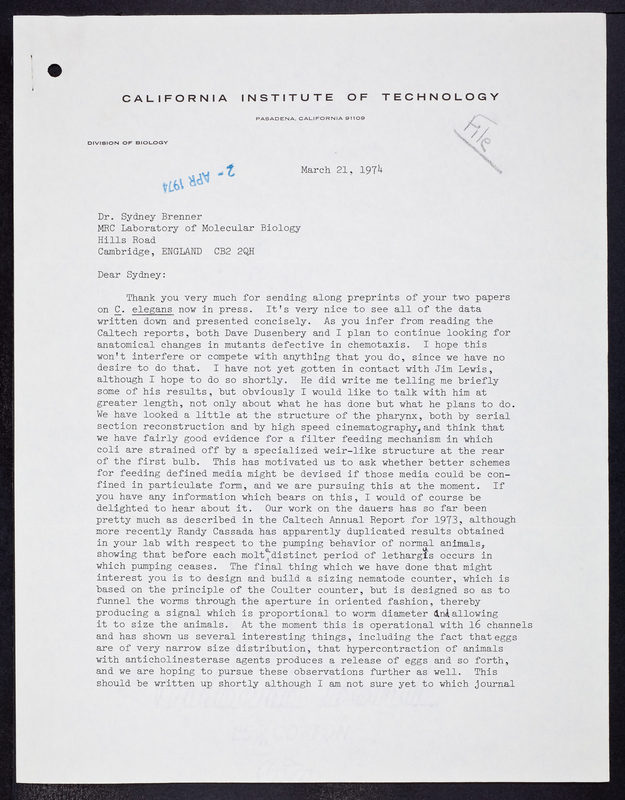 CALIFORNIA INSTITUTE OF TECHNOLOGY
PASADENA, CALIFORNIA 91109
DIVISION OF BIOLOGY
File
2 - APR 1974
March 21, 1974
Dr. Sydney Brenner
MRC Laboratory of Molecular Biology
Hills Road
Cambridge, ENGLAND CB2 2QH
Dear Sydney:
Thank you very much for sending along preprints of your two papers
on C. elegans now in press. It's very nice to see all of the data
written down and presented concisely. As you infer from reading the
Caltech reports, both Dave Dusenbery and I plan to continue looking for
anatomical changes in mutants defective in chemotaxis. I hope this
won't interfere or compete with anything that you do, since we have no
desire to do that. I have not yet gotten in contact with Jim Lewis,
although I hope to do so shortly. He did write me telling me briefly
some of his results, but obviously I would like to talk with him at
greater length, not only about what he has done but what he plans to do.
We have looked a little at the structure of the pharynx, both by serial
section reconstruction and by high speed cinematography, and think that
we have fairly good evidence for a filter feeding mechanism in which
coli are strained off by a specialized weir-like structure at the rear
of the first bulb. This has motivated us to ask whether better schemes
for feeding defined media might be devised if those media could be con-
fined in particulate form, and we are pursuing this at the moment. If
you have any information which bears on this, I would of course be
delighted to hear about it. Our work on the dauers has so far been
pretty much as described in the Caltech Annual Report for 1973, although
more recently Randy Cassada has apparently duplicated results obtained
in your lab with respect to the pumping behavior of normal animals,
showing that before each molt a distinct period of lethargy occurs in
which pumping ceases. The final thing which we have done that might
interest you is to design and build a sizing nematode counter, which is
based on the principle of the Coulter counter, but is designed so as to
funnel the worms through the aperture in oriented fashion, thereby
producing a signal which is proportional to worm diameter and allowing
it to size the animals. At the moment this is operational with 16 channels
and has shown us several interesting things, including the fact that eggs
are of very narrow size distribution, that hypercontraction of animals
with anticholinesterase agents produces a release of eggs and so forth,
and we are hoping to pursue these observations further as well. This
should be written up shortly although I am not sure yet to which journal